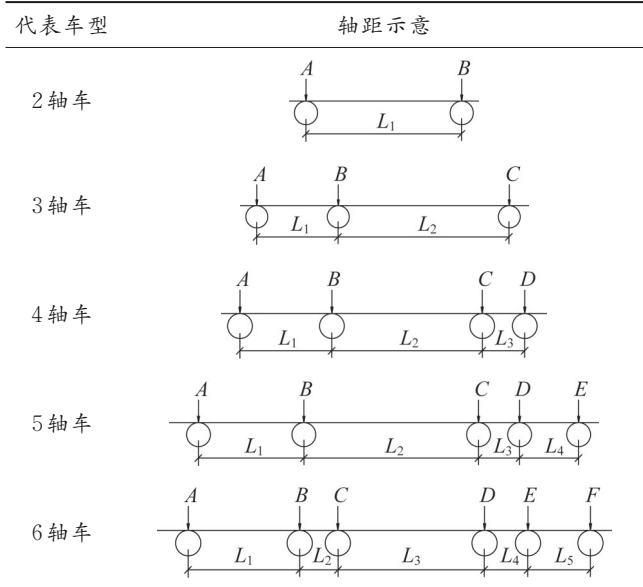 代表车型 轴距示意
2轴车 A B
L₁
3轴车 A B C
L₁ L₂
4轴车 A B C D
L₁ L₂ L₃
5轴车 A B C D E
L₁ L₂ L₃ L₄
6轴车 A B C D E F
L₁ L₂ L₃ L₄ L₅